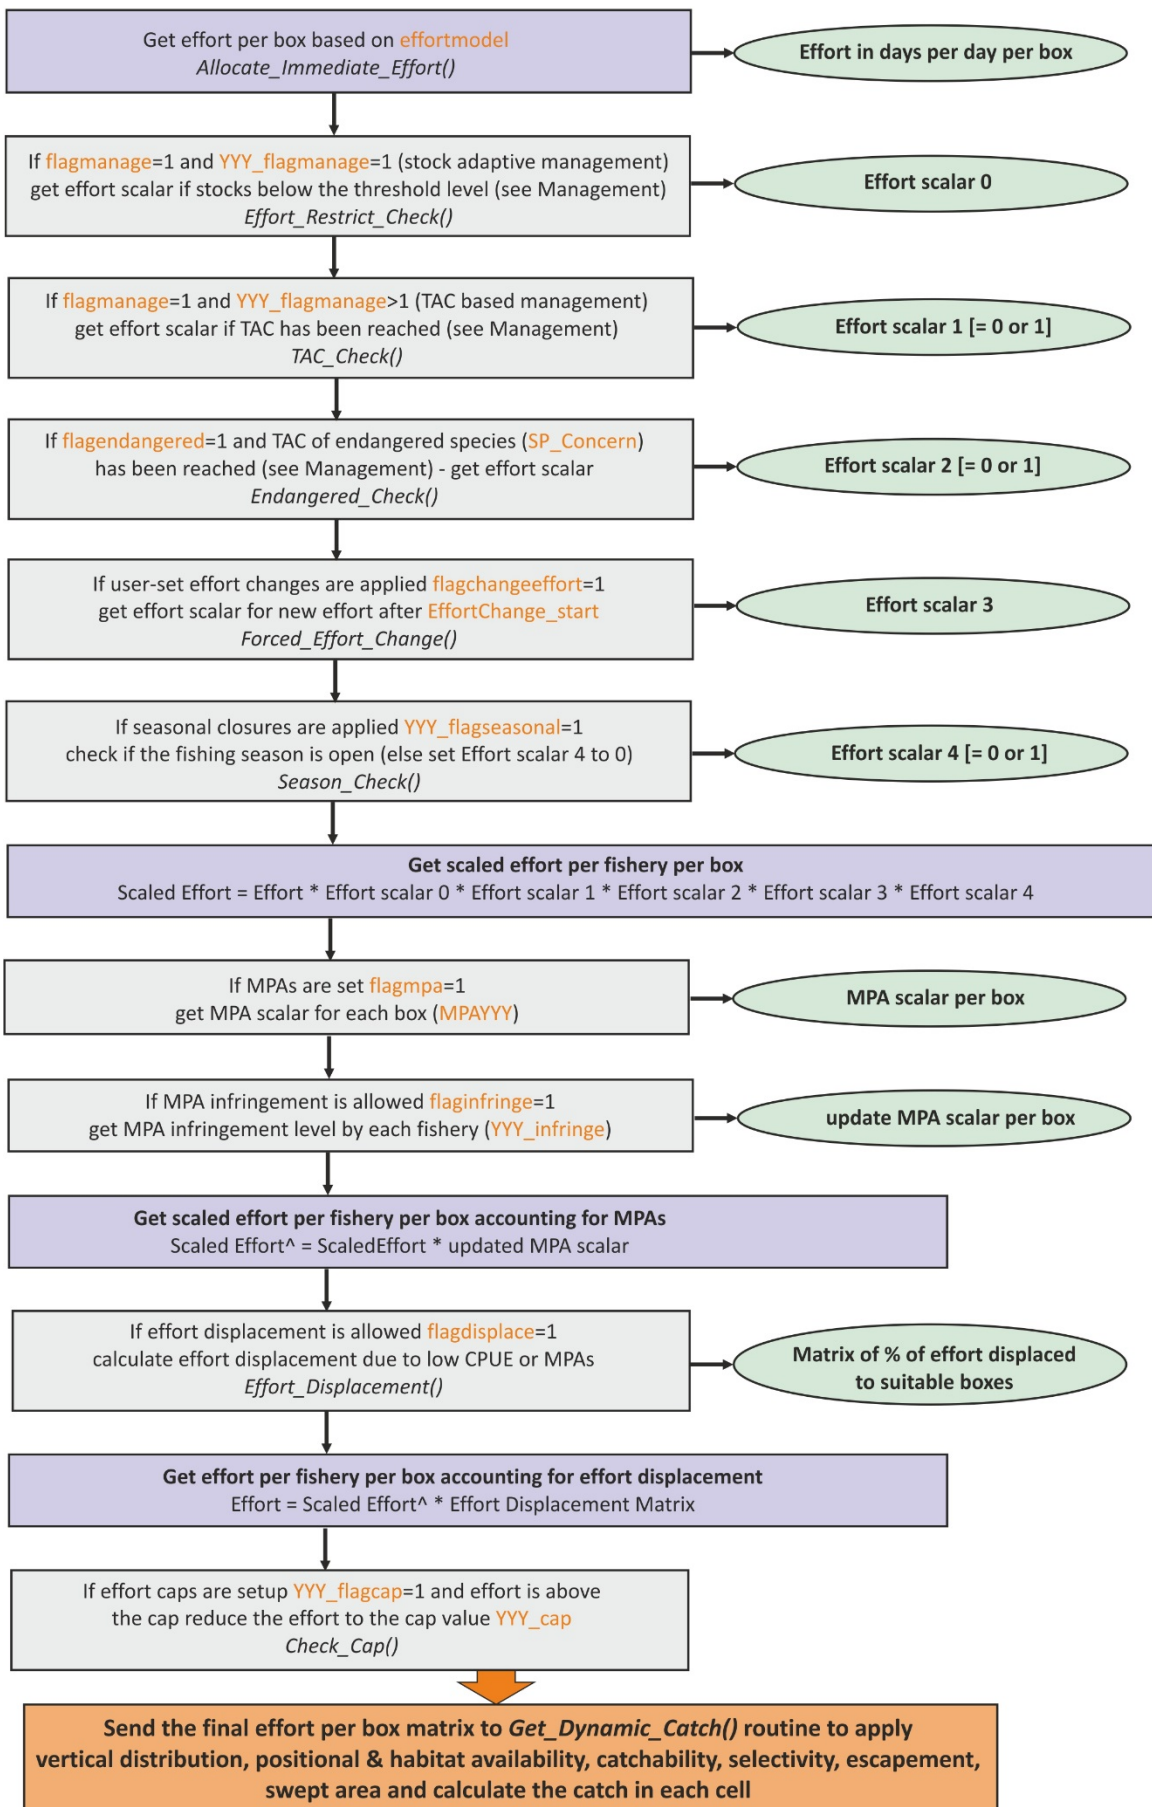 Get effort per box based on effortmodel
Allocate_Immediate_Effort()
Effort in days per day per box
If flagmanage=1 and YYY_flagmanage=1 (stock adaptive management)
get effort scalar if stocks below the threshold level (see Management)
Effort_Restrict_Check()
Effort scalar 0
If flagmanage=1 and YYY_flagmanage>1 (TAC based management)
get effort scalar if TAC has been reached (see Management)
TAC_Check()
Effort scalar 1 [= 0 or 1]
If flagendangered=1 and TAC of endangered species (SP_Concern)
has been reached (see Management) - get effort scalar
Endangered_Check()
Effort scalar 2 [= 0 or 1]
If user-set effort changes are applied flagchangeeffort=1
get effort scalar for new effort after EffortChange_start
Forced_Effort_Change()
Effort scalar 3
If seasonal closures are applied YYY_flagseasonal=1
check if the fishing season is open (else set Effort scalar 4 to 0)
Season_Check()
Effort scalar 4 [= 0 or 1]
Get scaled effort per fishery per box
Scaled Effort = Effort * Effort scalar 0 * Effort scalar 1 * Effort scalar 2 * Effort scalar 3 * Effort scalar 4
If MPAs are set flagmpa=1
get MPA scalar for each box (MPAYYY)
MPA scalar per box
If MPA infringement is allowed flaginfringe=1
get MPA infringement level by each fishery (YYY_infringe)
update MPA scalar per box
Get scaled effort per fishery per box accounting for MPAs
Scaled Effort^ = ScaledEffort * updated MPA scalar
If effort displacement is allowed flagdisplace=1
calculate effort displacement due to low CPUE or MPAs
Effort_Displacement()
Matrix of % of effort displaced
to suitable boxes
Get effort per fishery per box accounting for effort displacement
Effort = Scaled Effort^ * Effort Displacement Matrix
If effort caps are setup YYY_flagcap=1 and effort is above
the cap reduce the effort to the cap value YYY_cap
Check_Cap()
Send the final effort per box matrix to Get_Dynamic_Catch() routine to apply
vertical distribution, positional & habitat availability, catchability, selectivity, escapement,
swept area and calculate the catch in each cell